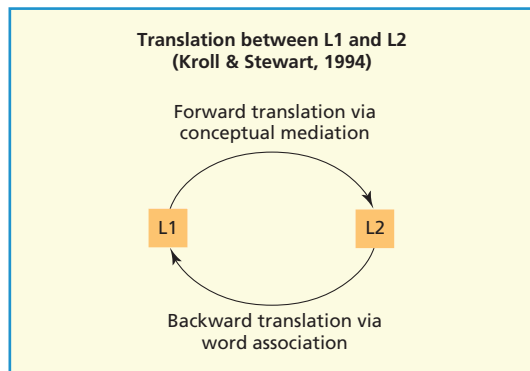 Translation between L1 and L2
(Kroll & Stewart, 1994)
Forward translation via
conceptual mediation
L1
L2
Backward translation via
word association